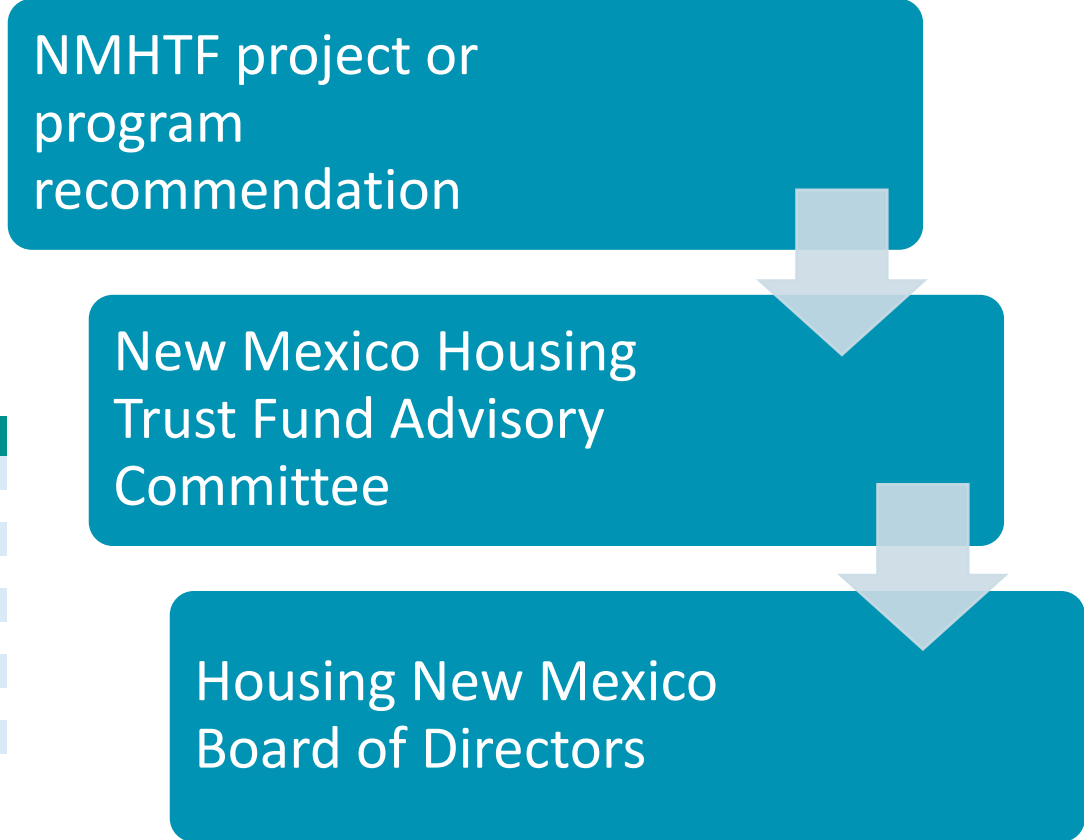 NMHTF project or
program
recommendation
New Mexico Housing
Trust Fund Advisory
Committee
Housing New Mexico
Board of Directors